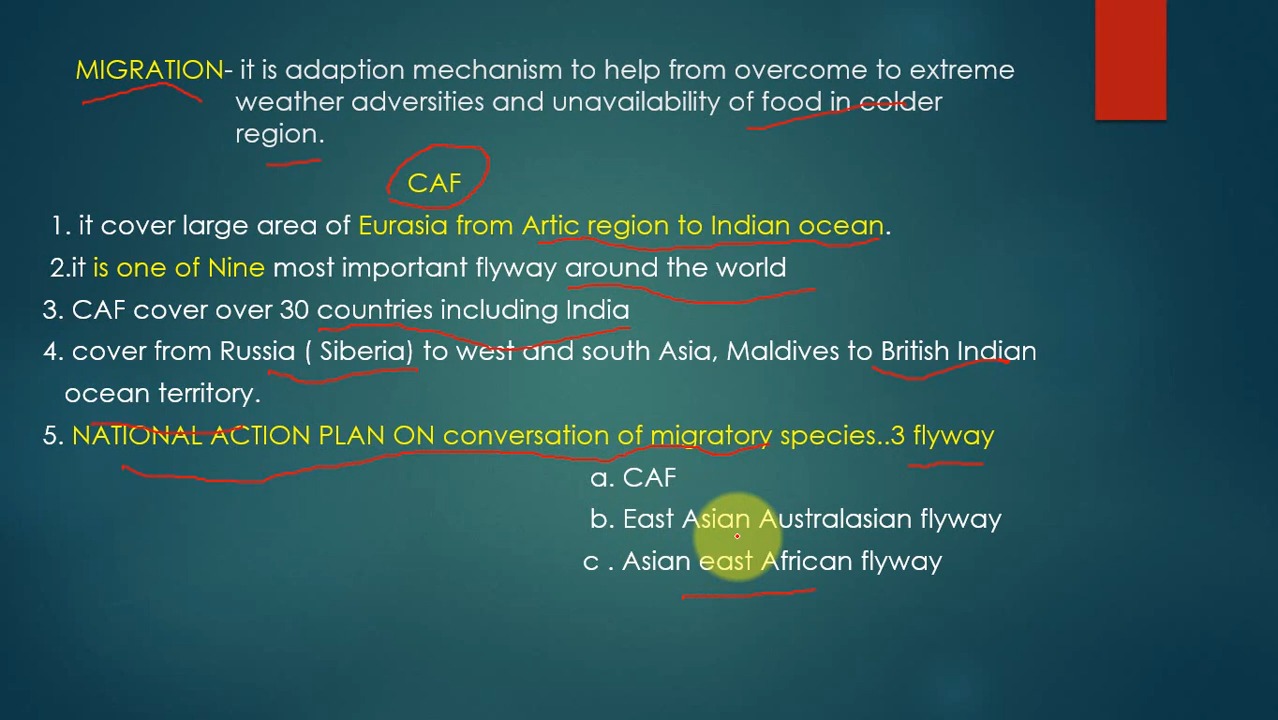 MIGRATION- it is adaption mechanism to help from overcome to extreme
weather adversities and unavailability of food in colder
region.
CAF
1. it cover large area of Eurasia from Artic region to Indian ocean.
2.it is one of Nine most important flyway around the world
3. CAF cover over 30 countries including India
4. cover from Russia ( Siberia) to west and south Asia, Maldives to British Indian
ocean territory.
5. NATIONAL ACTION PLAN ON conversation of migratory species..3 flyway
a. CAF
b. East Asian Australasian flyway
c . Asian east African flyway